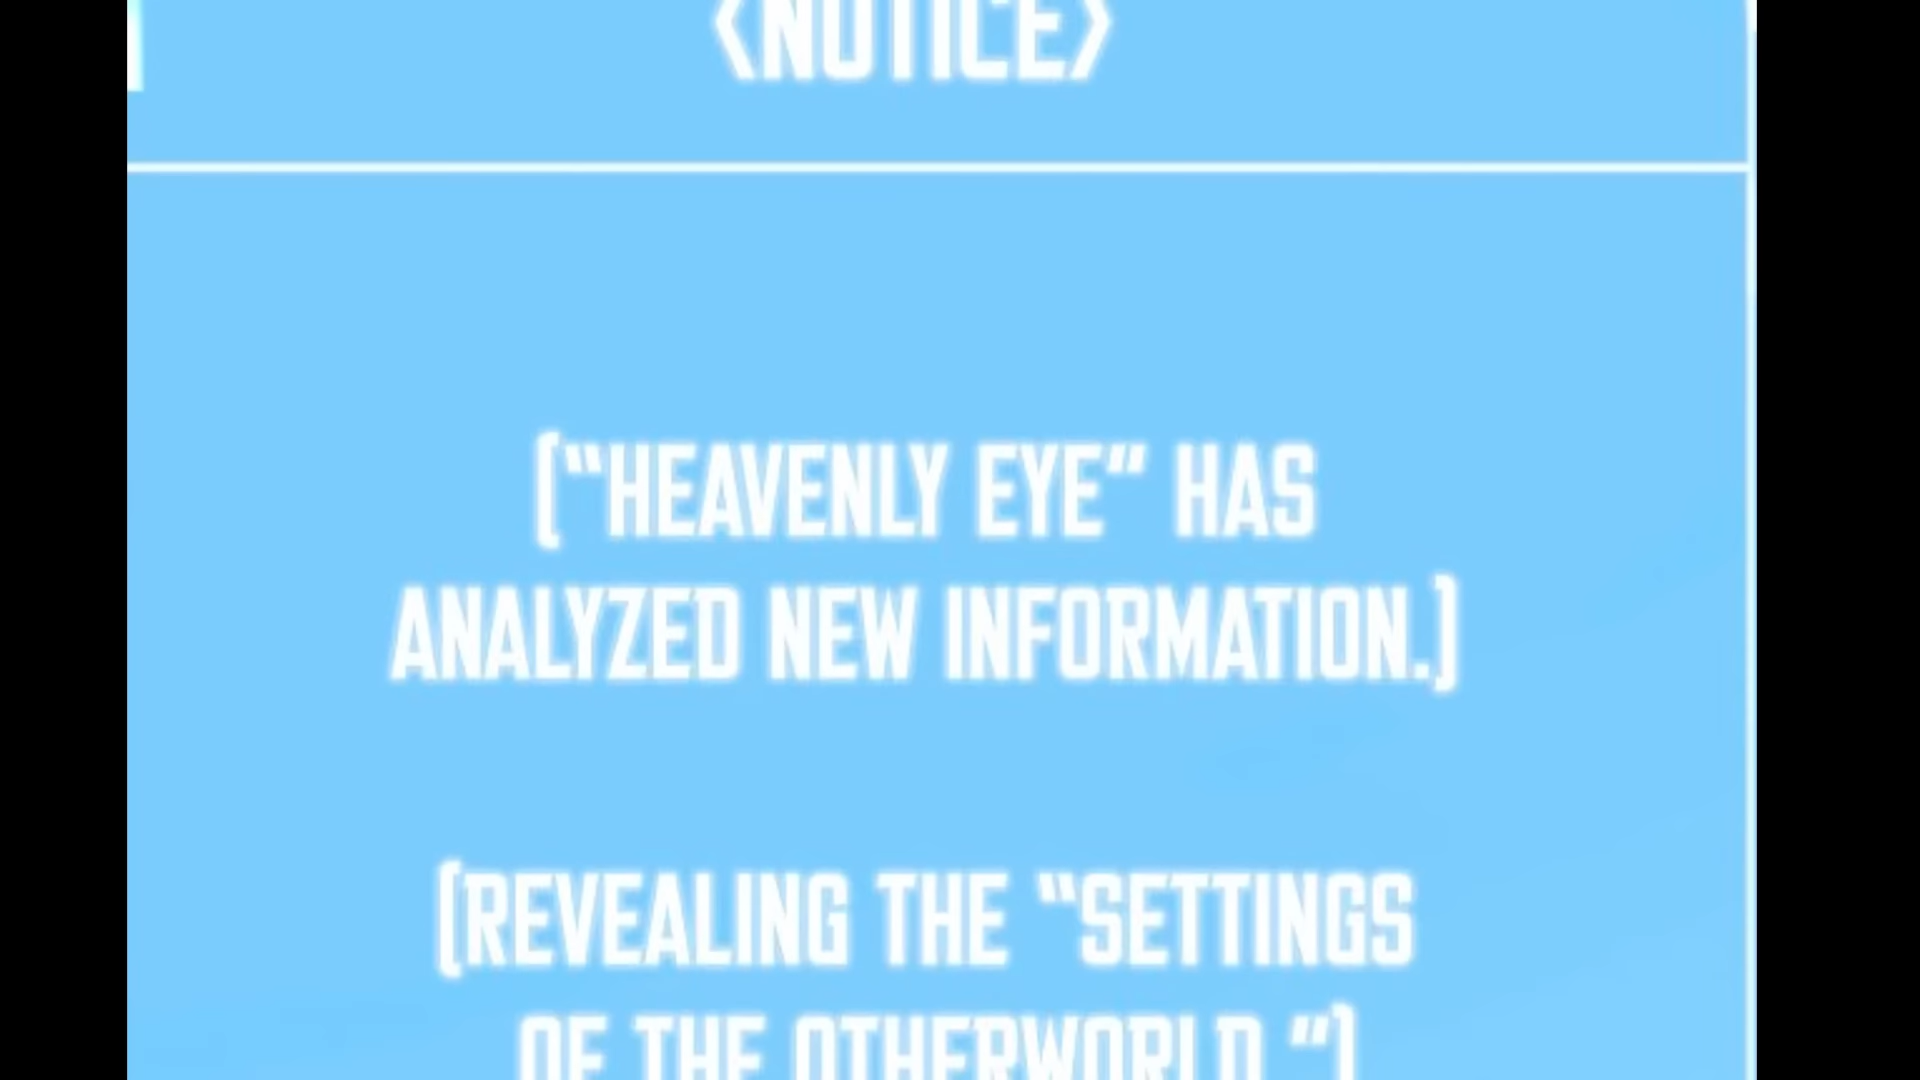 <NOTICE>
["HEAVENLY EYE" HAS
ANALYZED NEW INFORMATION.]
[REVEALING THE "SETTINGS
OF THE OTHERWORLD."]